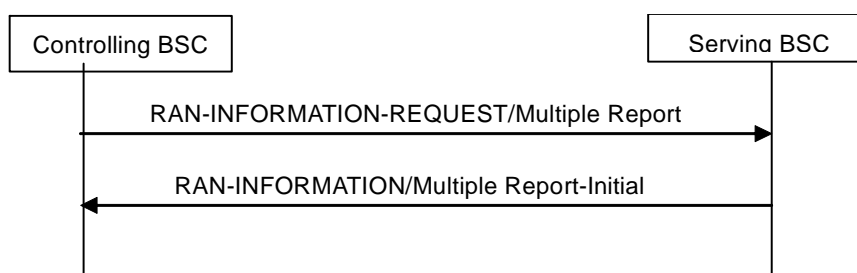 Controlling BSC
Serving BSC
RAN-INFORMATION-REQUEST/Multiple Report
RAN-INFORMATION/Multiple Report-Initial